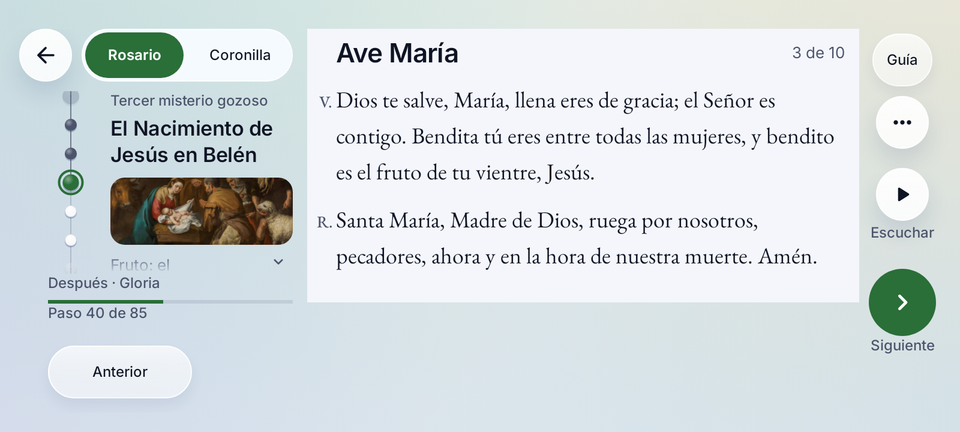 Rosario
Coronilla
Tercer misterio gozoso
El Nacimiento de
Jesús en Belén
Fruto: el
Después · Gloria
Paso 40 de 85
Anterior
Ave María
3 de 10
V. Dios te salve, María, llena eres de gracia; el Señor es
contigo. Bendita tú eres entre todas las mujeres, y bendito
es el fruto de tu vientre, Jesús.
R. Santa María, Madre de Dios, ruega por nosotros,
pecadores, ahora y en la hora de nuestra muerte. Amén.
Guía
Escuchar
Siguiente